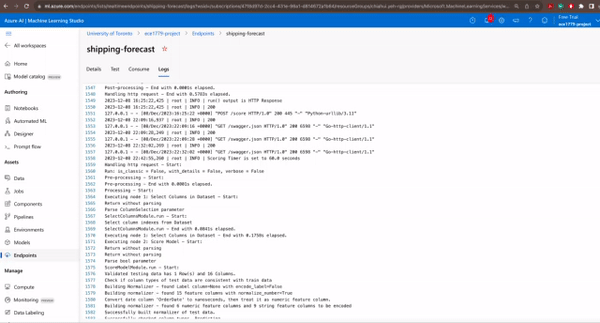 Azure AI | Machine Learning Studio
Free Trial
ece1779-project
All workspaces
Home
Model catalog
Authoring
Notebooks
Automated ML
Designer
Prompt flow
Assets
Data
Jobs
Components
Pipelines
Environments
Models
Endpoints
Manage
Compute
Monitoring
Data Labeling
University of Toronto > ece1779-project > Endpoints > shipping-forecast
shipping-forecast
Details Test Consume Logs
1547 Post-processing - End with 0.0001s elapsed.
1548 Handling http request - End with 0.5702s elapsed.
1549 2023-12-08 16:25:22,425 | root | INFO | run() output is HTTP Response
1550 2023-12-08 16:25:22,425 | root | INFO | 200
1551 127.0.0.1 - - [08/Dec/2023:16:25:22 +0000] "POST /score HTTP/1.0" 200 445 "-" "Python-urllib/3.11"
1552 2023-12-08 22:09:16,937 | root | INFO | 200
1553 127.0.0.1 - - [08/Dec/2023:22:09:16 +0000] "GET /swagger.json HTTP/1.0" 200 6598 "-" "Go-http-client/1.1"
1554 2023-12-08 22:09:28,249 | root | INFO | 200
1555 127.0.0.1 - - [08/Dec/2023:22:09:28 +0000] "GET /swagger.json HTTP/1.0" 200 6598 "-" "Go-http-client/1.1"
1556 2023-12-08 22:32:02,269 | root | INFO | 200
1557 127.0.0.1 - - [08/Dec/2023:22:32:02 +0000] "GET /swagger.json HTTP/1.0" 200 6598 "-" "Go-http-client/1.1"
1558 2023-12-08 22:42:55,260 | root | INFO | Scoring Timer is set to 60.0 seconds
1559 Handling http request - Start:
1560 Run: is_classic = False, with_details = False, verbose = False
1561 Pre-processing - Start:
1562 Pre-processing - End with 0.0001s elapsed.
1563 Processing - Start:
1564 Executing node 1: Select Columns in Dataset - Start:
1565 Return without parsing
1566 Parse ColumnSelection parameter
1567 SelectColumnsModule.run - Start:
1568 Select column indexes from Dataset
1569 SelectColumnsModule.run - End with 0.0041s elapsed.
1570 Executing node 1: Select Columns in Dataset - End with 0.1759s elapsed.
1571 Executing node 2: Score Model - Start:
1572 Return without parsing
1573 Return without parsing
1574 Parse bool parameter
1575 ScoreModelModule.run - Start:
1576 Validated testing data has 1 Row(s) and 16 Columns.
1577 Check if column types of test data are consistent with train data
1578 Building Normalizer - found Label column=None with encode_label=False
1579 Building normalizer - found 15 feature columns with normalize_number=True
1580 Convert date column 'OrderDate' to nanoseconds, then treat it as numeric feature column.
1581 Building normalizer - found 6 numeric feature columns and 9 string feature columns to be encoded
1582 Successfully built normalizer of test data.